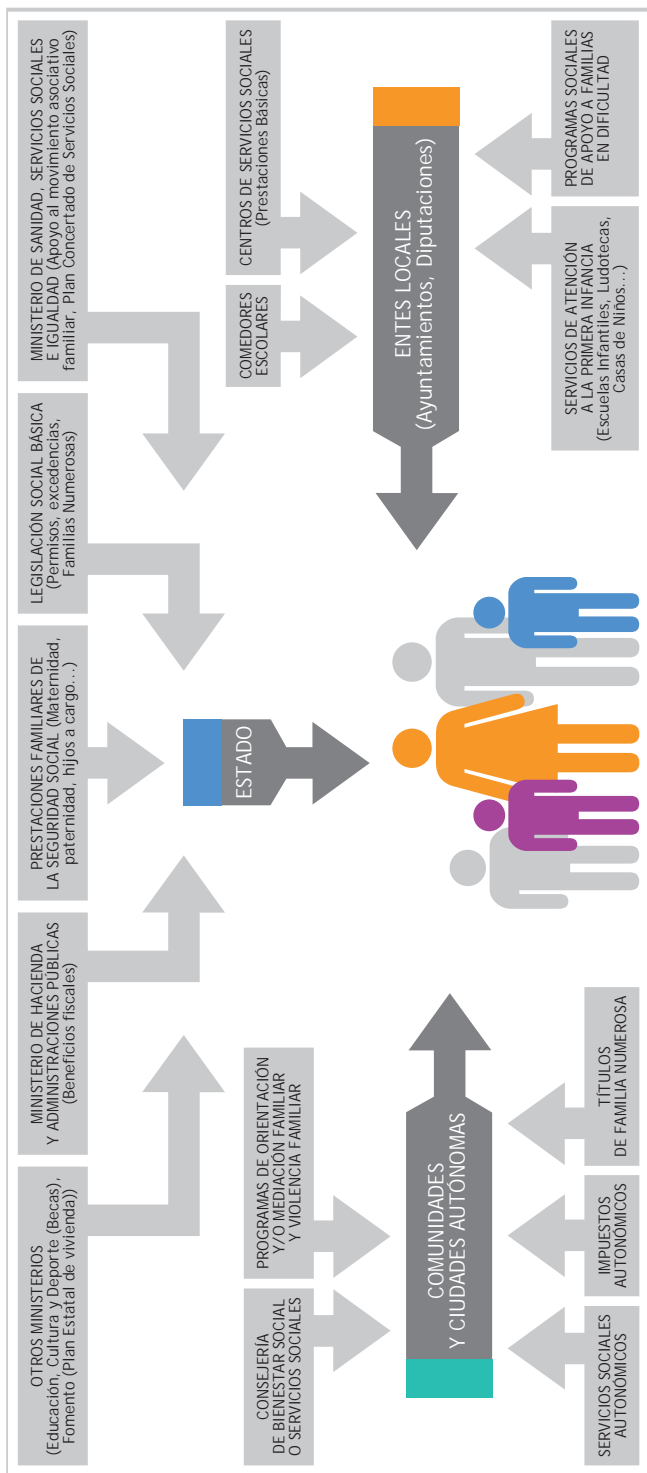 OTROS MINISTERIOS
(Educación, Cultura y Deporte (Becas),
Fomento (Plan Estatal de vivienda))
MINISTERIO DE HACIENDA
Y ADMINISTRACIONES PÚBLICAS
(Beneficios fiscales)
PRESTACIONES FAMILIARES DE
LA SEGURIDAD SOCIAL (Maternidad,
paternidad, hijos a cargo...)
LEGISLACIÓN SOCIAL BÁSICA
(Permisos, excedencias,
Familias Numerosas)
MINISTERIO DE SANIDAD, SERVICIOS SOCIALES
E IGUALDAD (Apoyo al movimiento asociativo
familiar, Plan Concertado de Servicios Sociales)
ESTADO
CONSEJERÍA
DE BIENESTAR SOCIAL
O SERVICIOS SOCIALES
PROGRAMAS DE ORIENTACIÓN
Y/O MEDIACIÓN FAMILIAR
Y VIOLENCIA FAMILIAR
COMUNIDADES
Y CIUDADES AUTÓNOMAS
SERVICIOS SOCIALES
AUTONÓMICOS
IMPUESTOS
AUTONÓMICOS
TÍTULOS
DE FAMILIA NUMEROSA
COMEDORES
ESCOLARES
CENTROS DE SERVICIOS SOCIALES
(Prestaciones Básicas)
ENTES LOCALES
(Ayuntamientos, Diputaciones)
SERVICIOS DE ATENCIÓN
A LA PRIMERA INFANCIA
(Escuelas Infantiles, Ludotecas,
Casas de Niños...)
PROGRAMAS SOCIALES
DE APOYO A FAMILIAS
EN DIFICULTAD